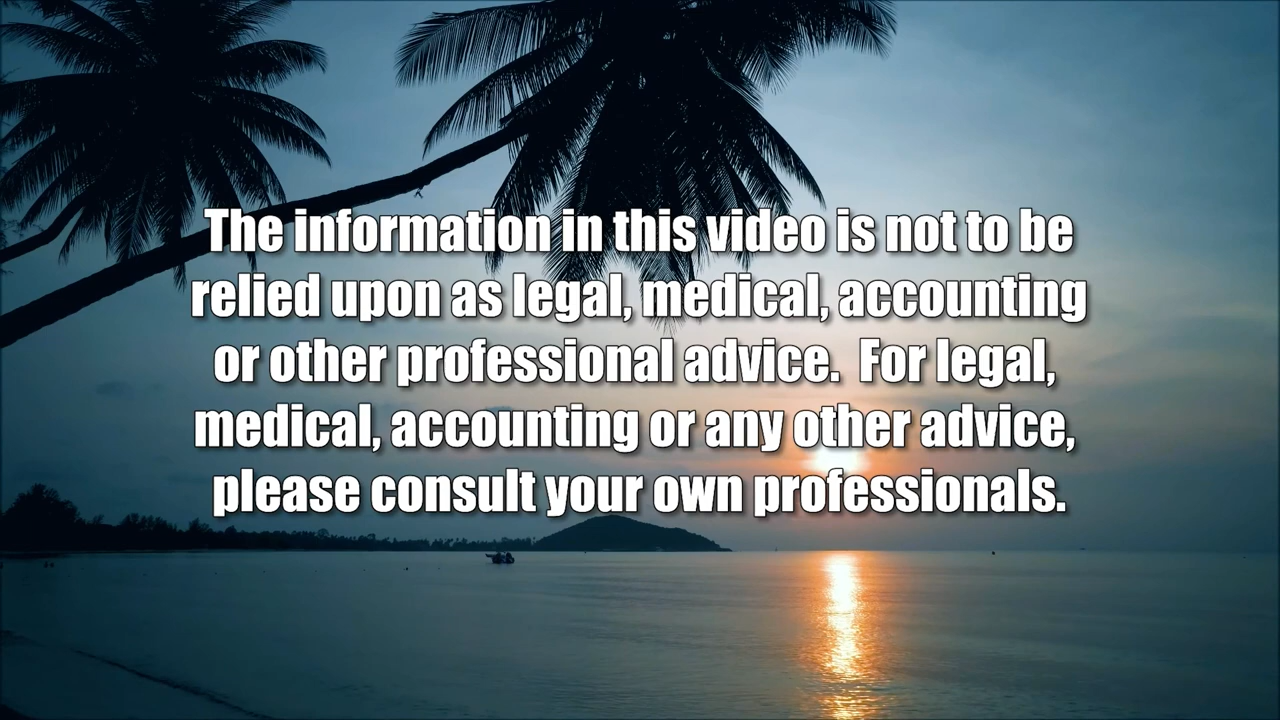 The information in this video is not to be
relied upon as legal, medical, accounting
or other professional advice.  For legal,
medical, accounting or any other advice,
please consult your own professionals.